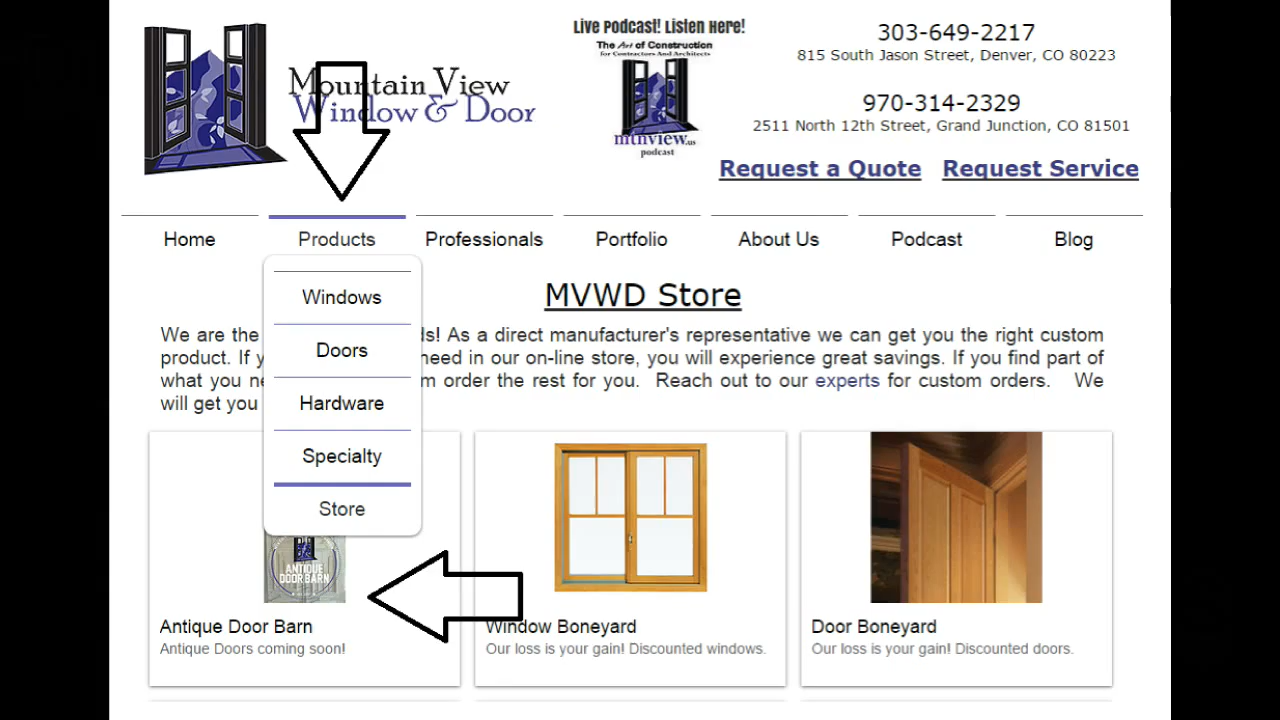 Live Podcast! Listen Here!
The Art of Construction
for Contractors And Architects
mtnview.us
podcast
Mountain View
Window & Door
303-649-2217
815 South Jason Street, Denver, CO 80223
970-314-2329
2511 North 12th Street, Grand Junction, CO 81501
Request a Quote Request Service
Home Products Professionals Portfolio About Us Podcast Blog
Windows
Doors
Hardware
Specialty
Store
MVWD Store
We are the ds! As a direct manufacturer's representative we can get you the right custom
product. If y need in our on-line store, you will experience great savings. If you find part of
what you ne m order the rest for you. Reach out to our experts for custom orders. We
will get you
ANTIQUE
DOOR BARN
Antique Door Barn
Antique Doors coming soon!
Window Boneyard
Our loss is your gain! Discounted windows.
Door Boneyard
Our loss is your gain! Discounted doors.